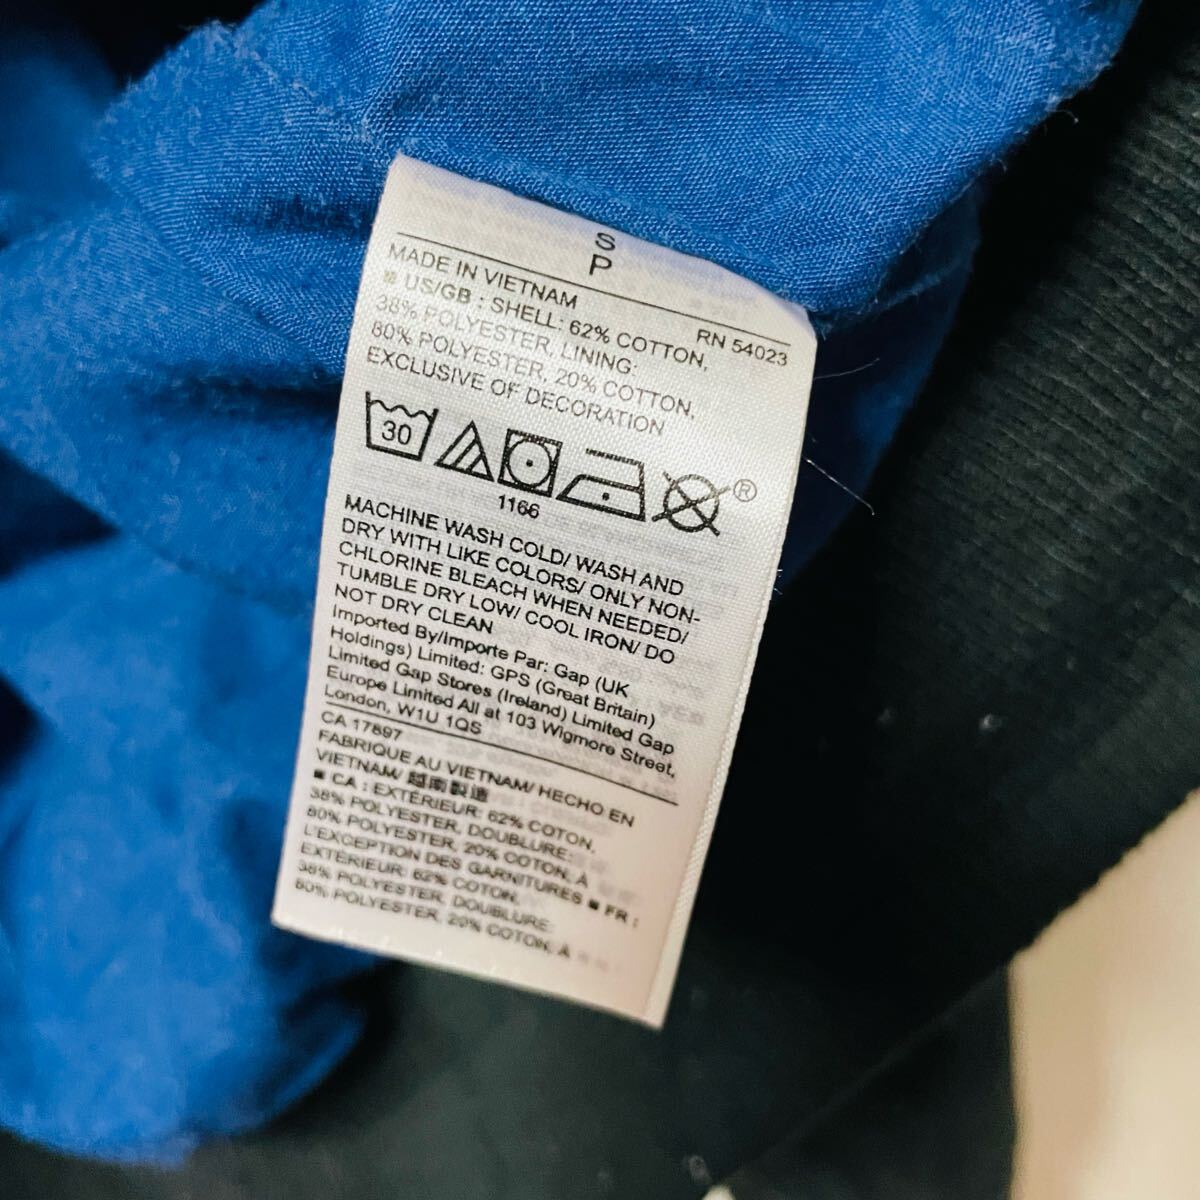 S
P
MADE IN VIETNAM RN 54023
■ US/GB : SHELL: 62% COTTON,
38% POLYESTER, LINING:
80% POLYESTER, 20% COTTON,
EXCLUSIVE OF DECORATION
30
®
1166
MACHINE WASH COLD/ WASH AND
DRY WITH LIKE COLORS/ ONLY NON-
CHLORINE BLEACH WHEN NEEDED/
TUMBLE DRY LOW/ COOL IRON/ DO
NOT DRY CLEAN
Imported By/Importe Par: Gap (UK
Holdings) Limited: GPS (Great Britain)
Limited Gap Stores (Ireland) Limited Gap
Europe Limited All at 103 Wigmore Street,
London, W1U 1QS
CA 17897
FABRIQUE AU VIETNAM/ HECHO EN
VIETNAM/ 越南製造
■ CA : EXTÉRIEUR: 62% COTON,
38% POLYESTER, DOUBLURE:
80% POLYESTER, 20% COTON, À
L'EXCEPTION DES GARNITURES ■ FR :
EXTÉRIEUR: 62% COTON,
38% POLYESTER, DOUBLURE:
80% POLYESTER, 20% COTON, À